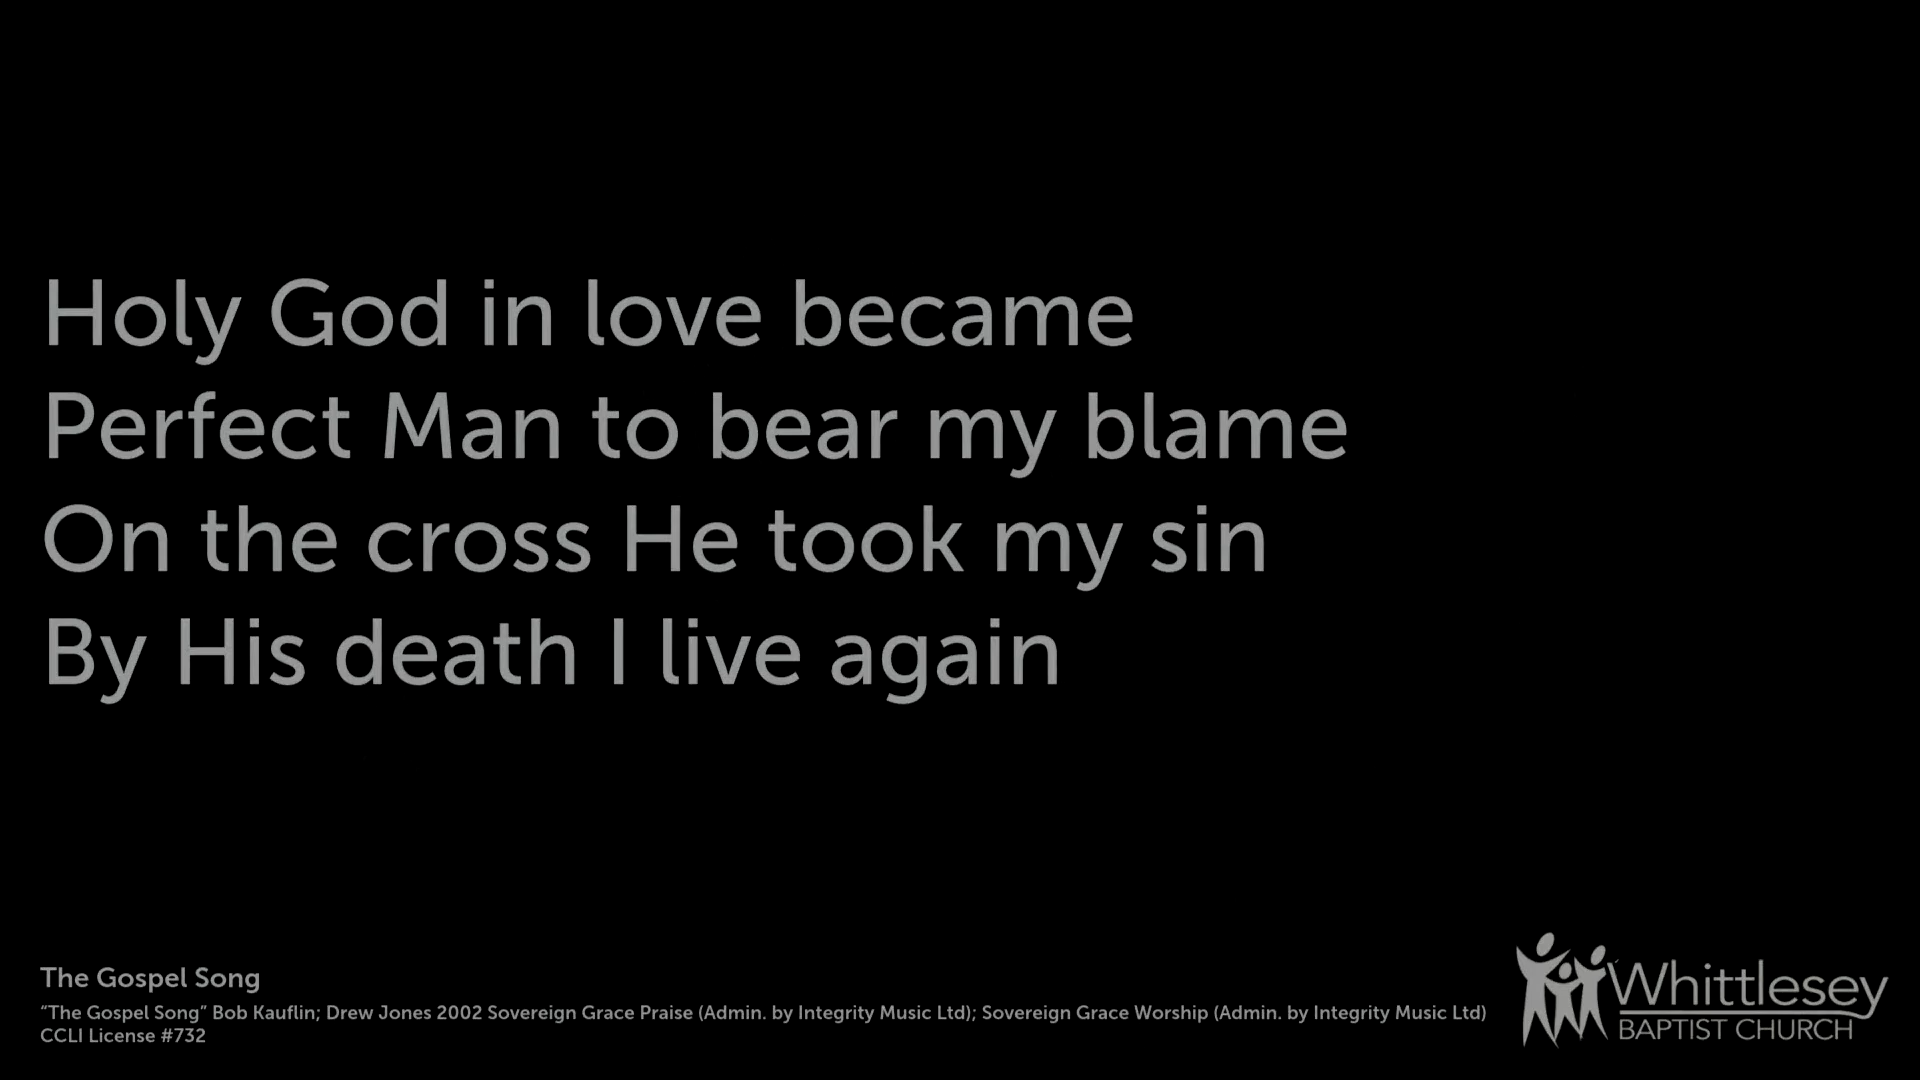 Holy God in love became
Perfect Man to bear my blame
On the cross He took my sin
By His death I live again
The Gospel Song
“The Gospel Song” Bob Kauflin; Drew Jones 2002 Sovereign Grace Praise (Admin. by Integrity Music Ltd); Sovereign Grace Worship (Admin. by Integrity Music Ltd)
CCLI License #732
Whittlesey
BAPTIST CHURCH